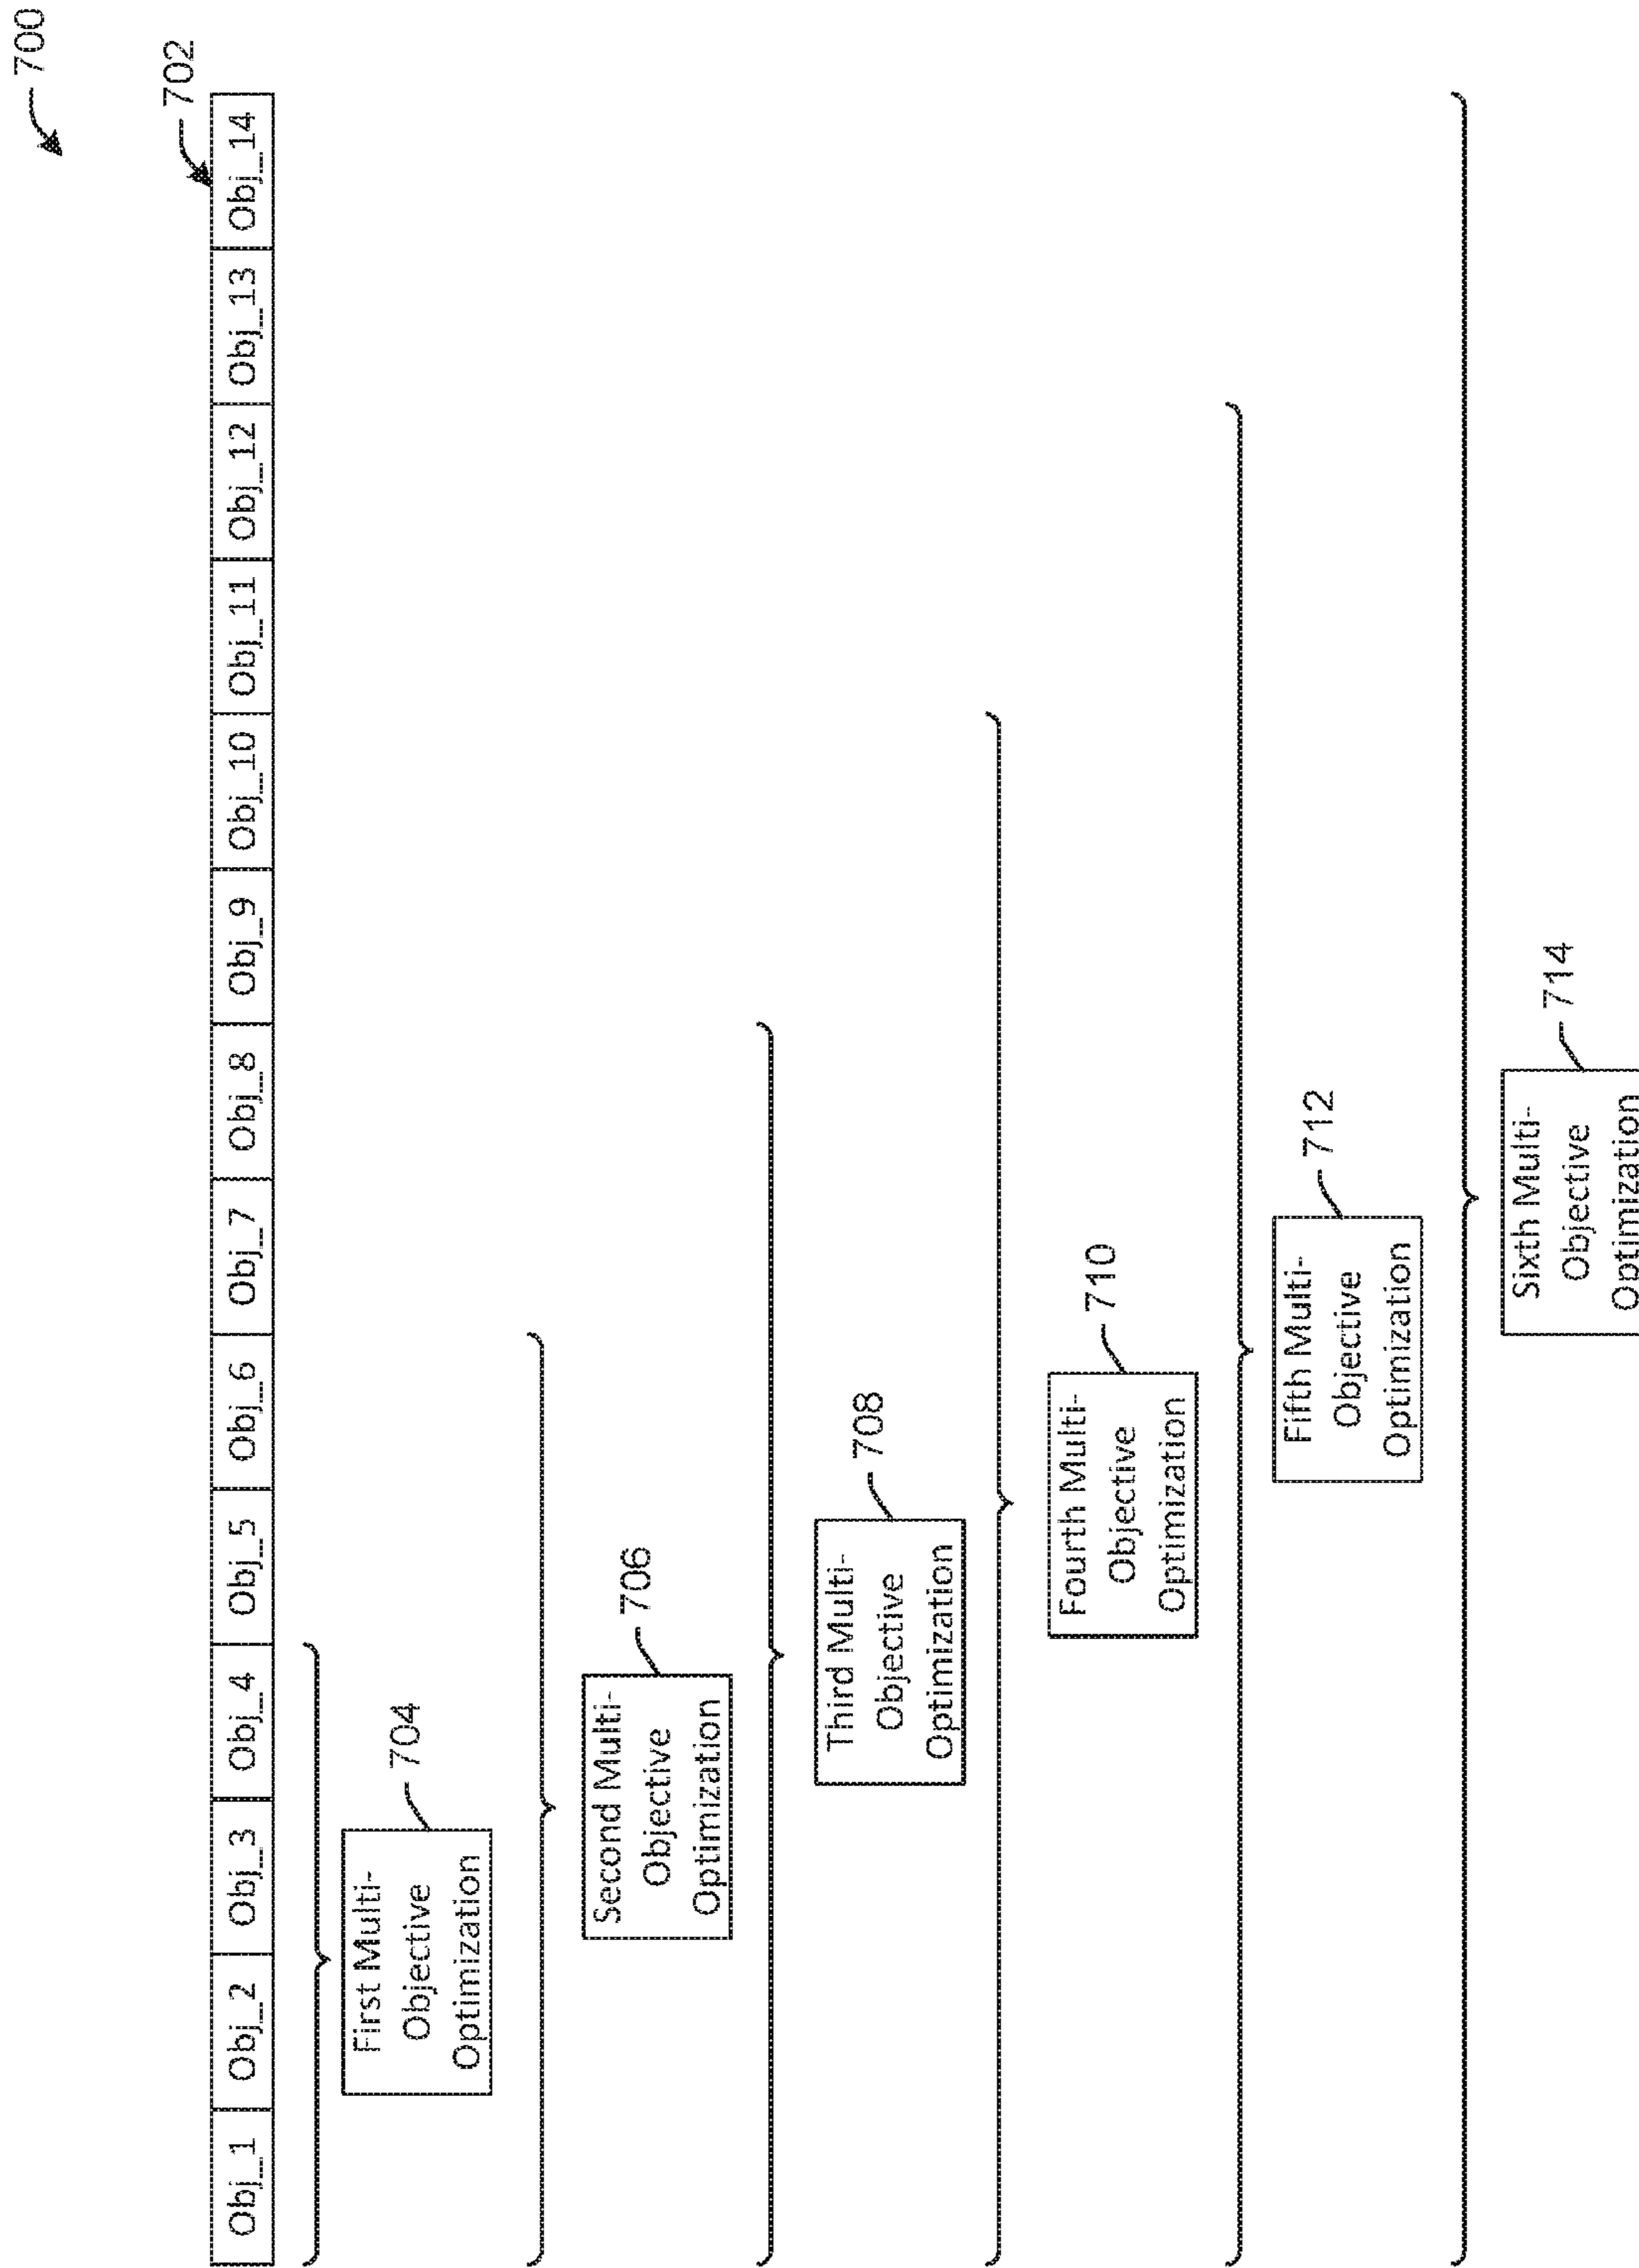 700
702
Obj_1 Obj_2 Obj_3 Obj_4 Obj_5 Obj_6 Obj_7 Obj_8 Obj_9 Obj_10 Obj_11 Obj_12 Obj_13 Obj_14
First Multi-
Objective
Optimization
704
Second Multi-
Objective
Optimization
706
Third Multi-
Objective
Optimization
708
Fourth Multi-
Objective
Optimization
710
Fifth Multi-
Objective
Optimization
712
Sixth Multi-
Objective
Optimization
714